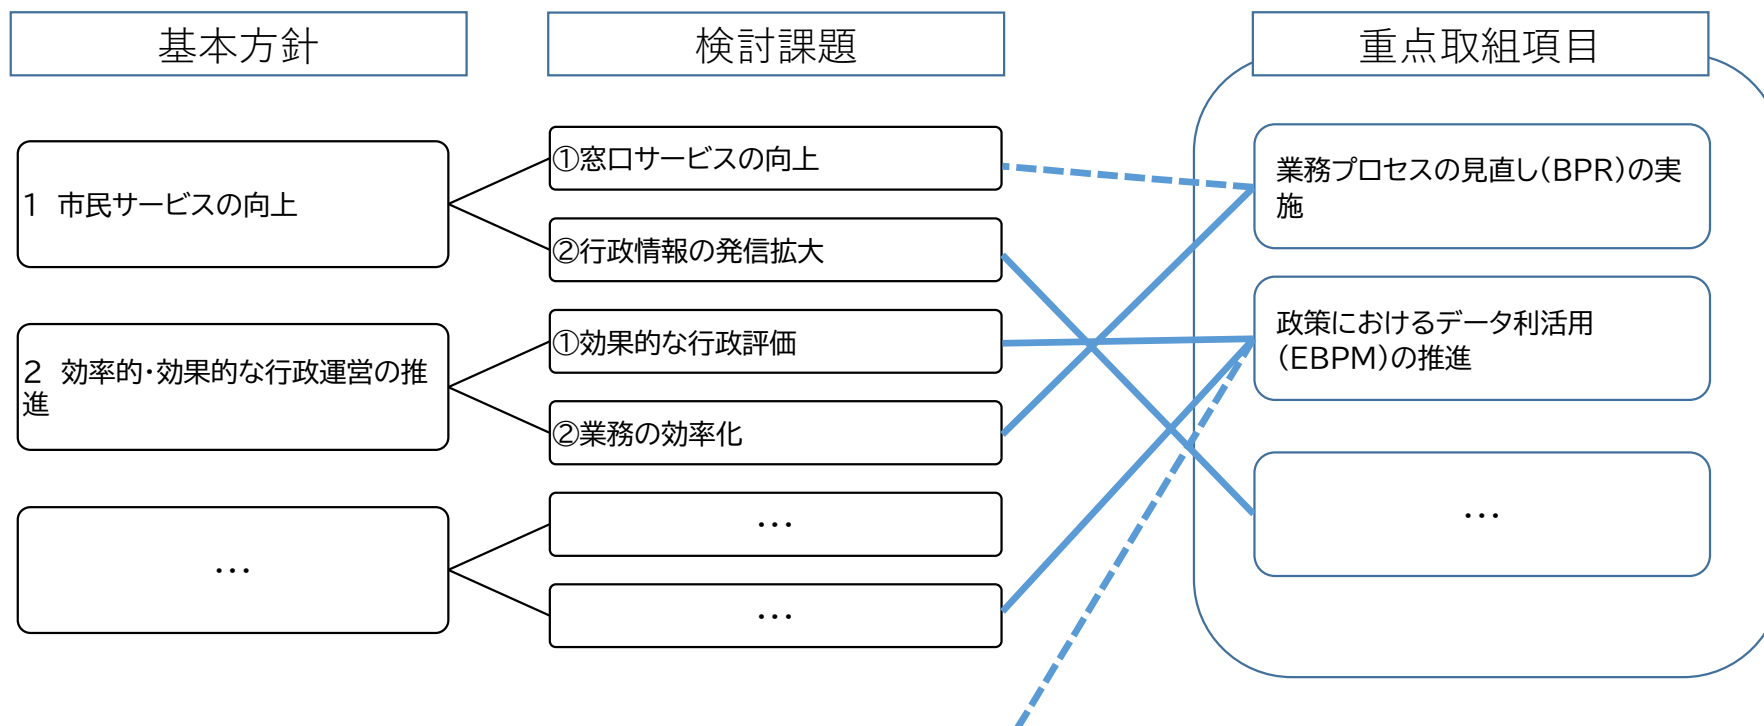 基本方針
検討課題
重点取組項目
1　市民サービスの向上
①窓口サービスの向上
②行政情報の発信拡大
2　効率的・効果的な行政運営の推
進
①効果的な行政評価
②業務の効率化
…
…
…
業務プロセスの見直し(BPR)の実
施
政策におけるデータ利活用
(EBPM)の推進
…